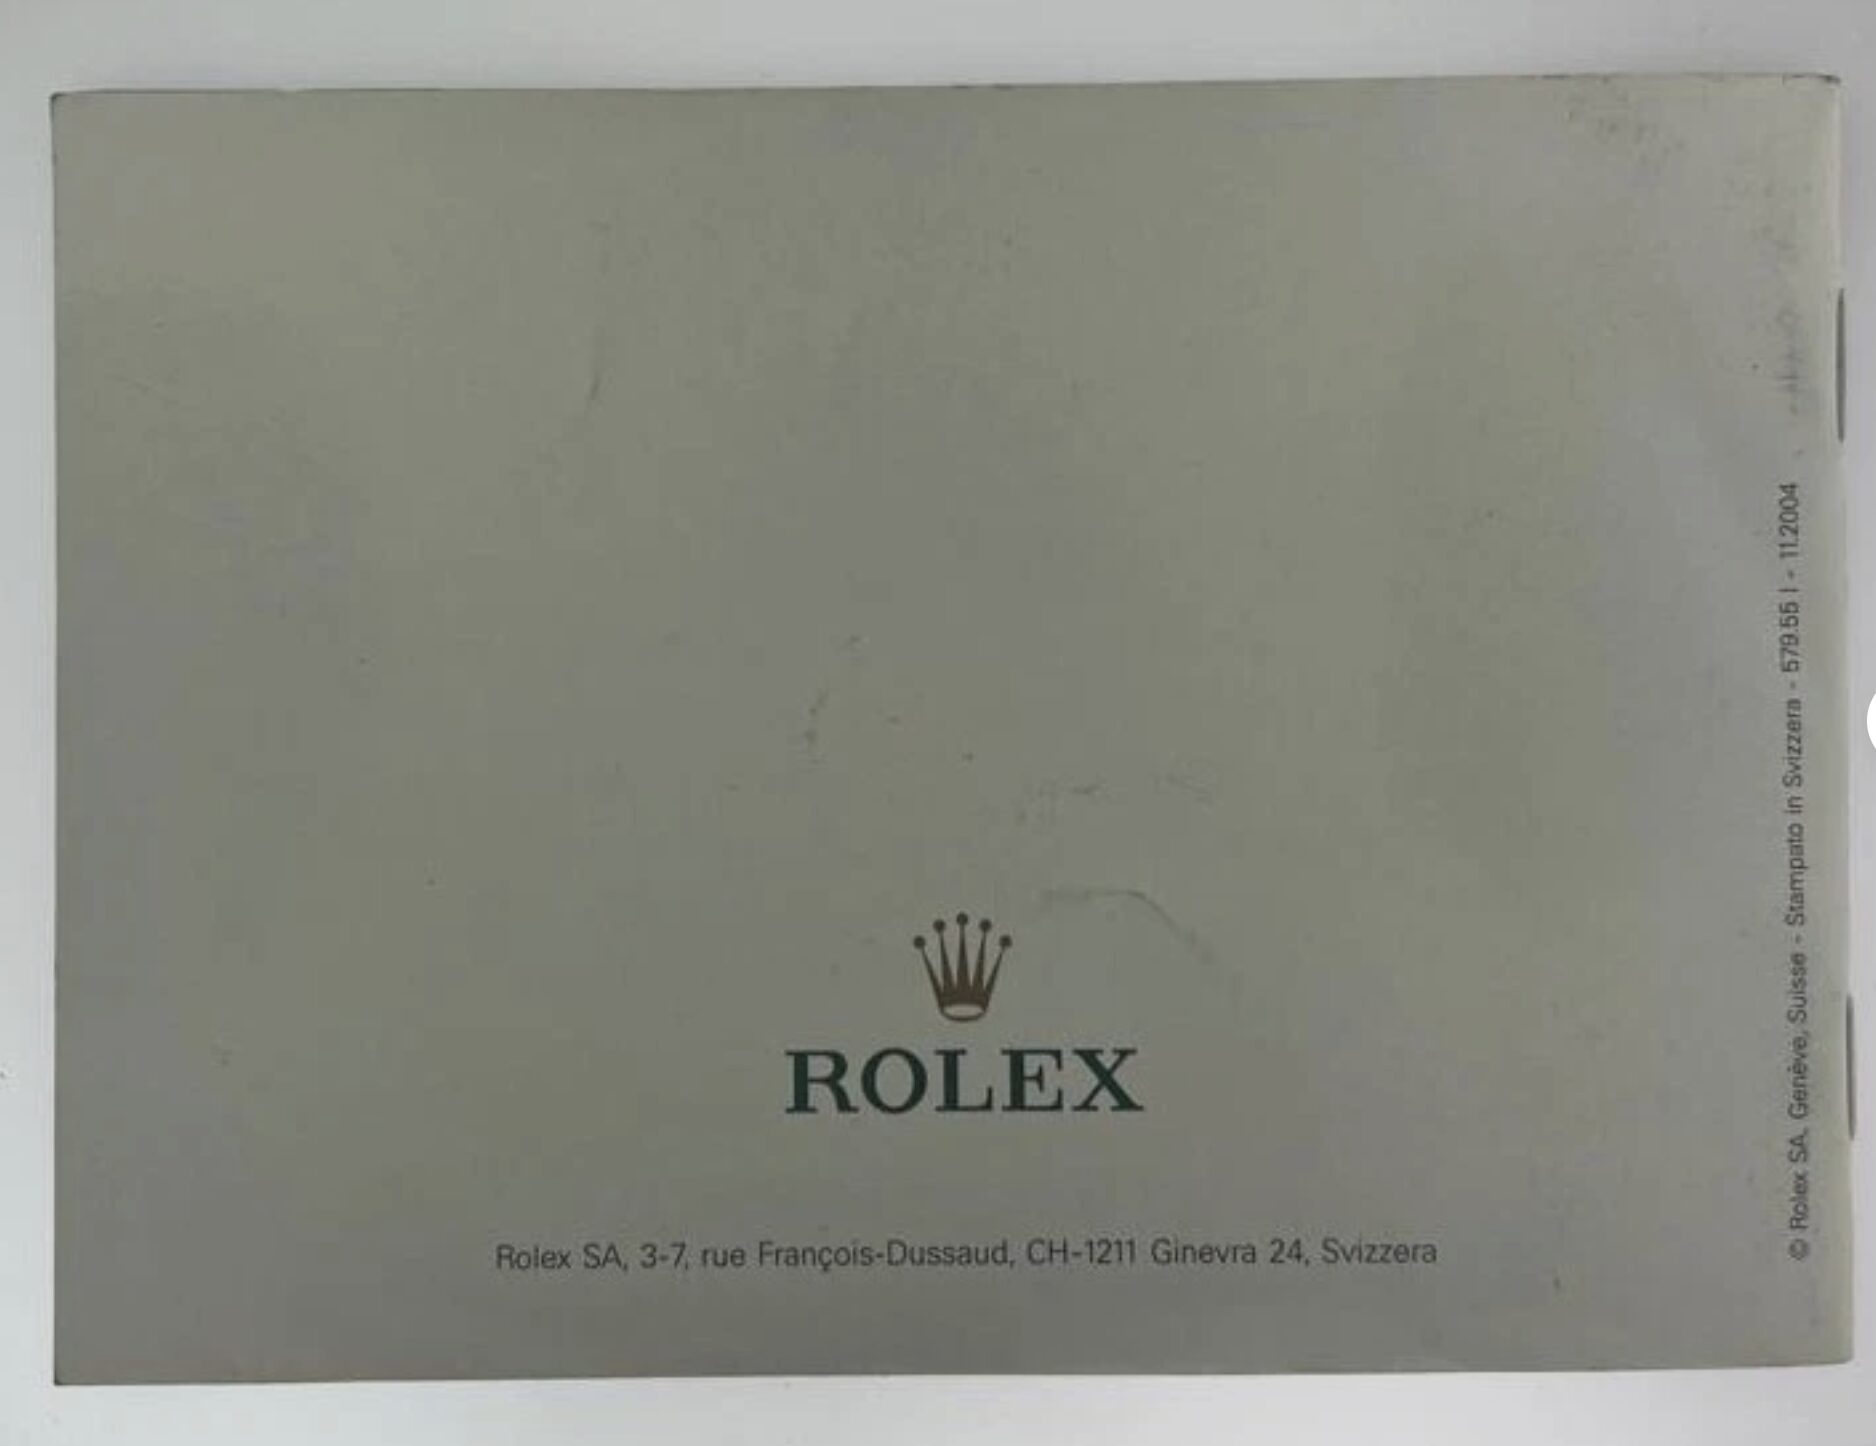 ROLEX
Rolex SA, 3-7, rue François-Dussaud, CH-1211 Ginevra 24, Svizzera
© Rolex SA, Genève, Suisse - Stampato in Svizzera - 579.55 I - 11.2004